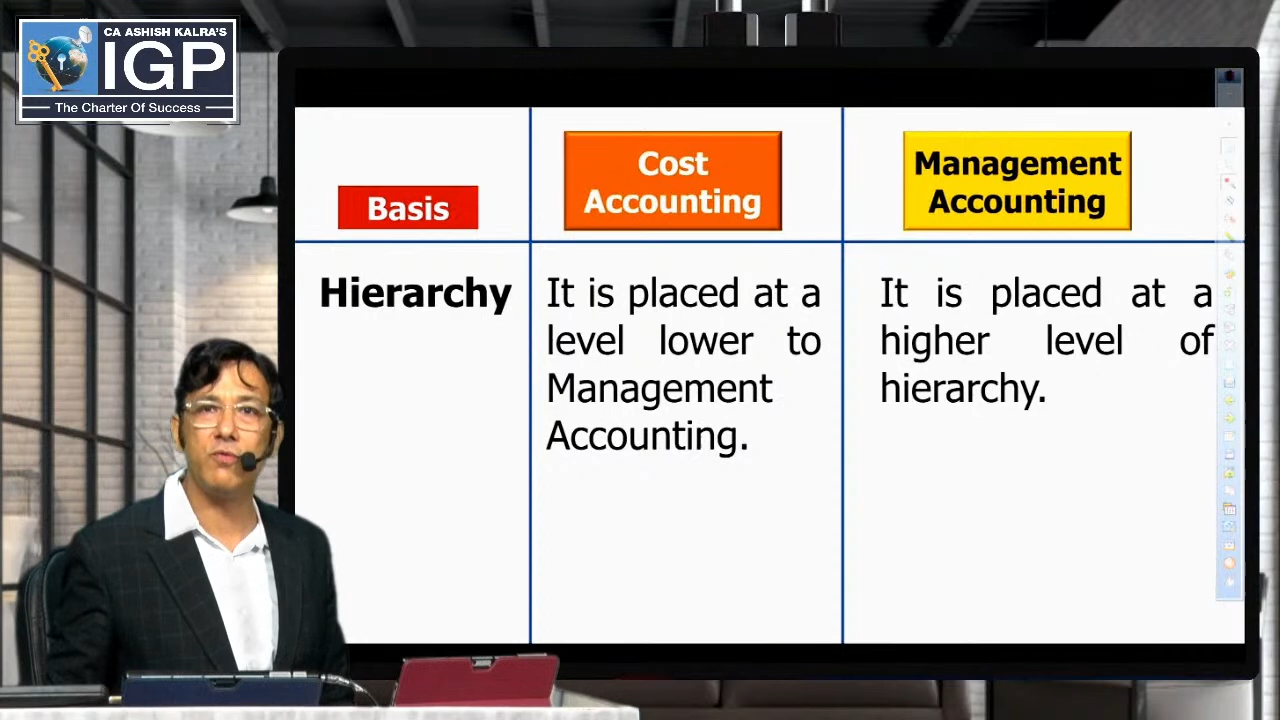 CA ASHISH KALRA'S
IGP
The Charter Of Success
Basis
Cost
Accounting
Management
Accounting
Hierarchy
It is placed at a
level lower to
Management
Accounting.
It is placed at a
higher level of
hierarchy.